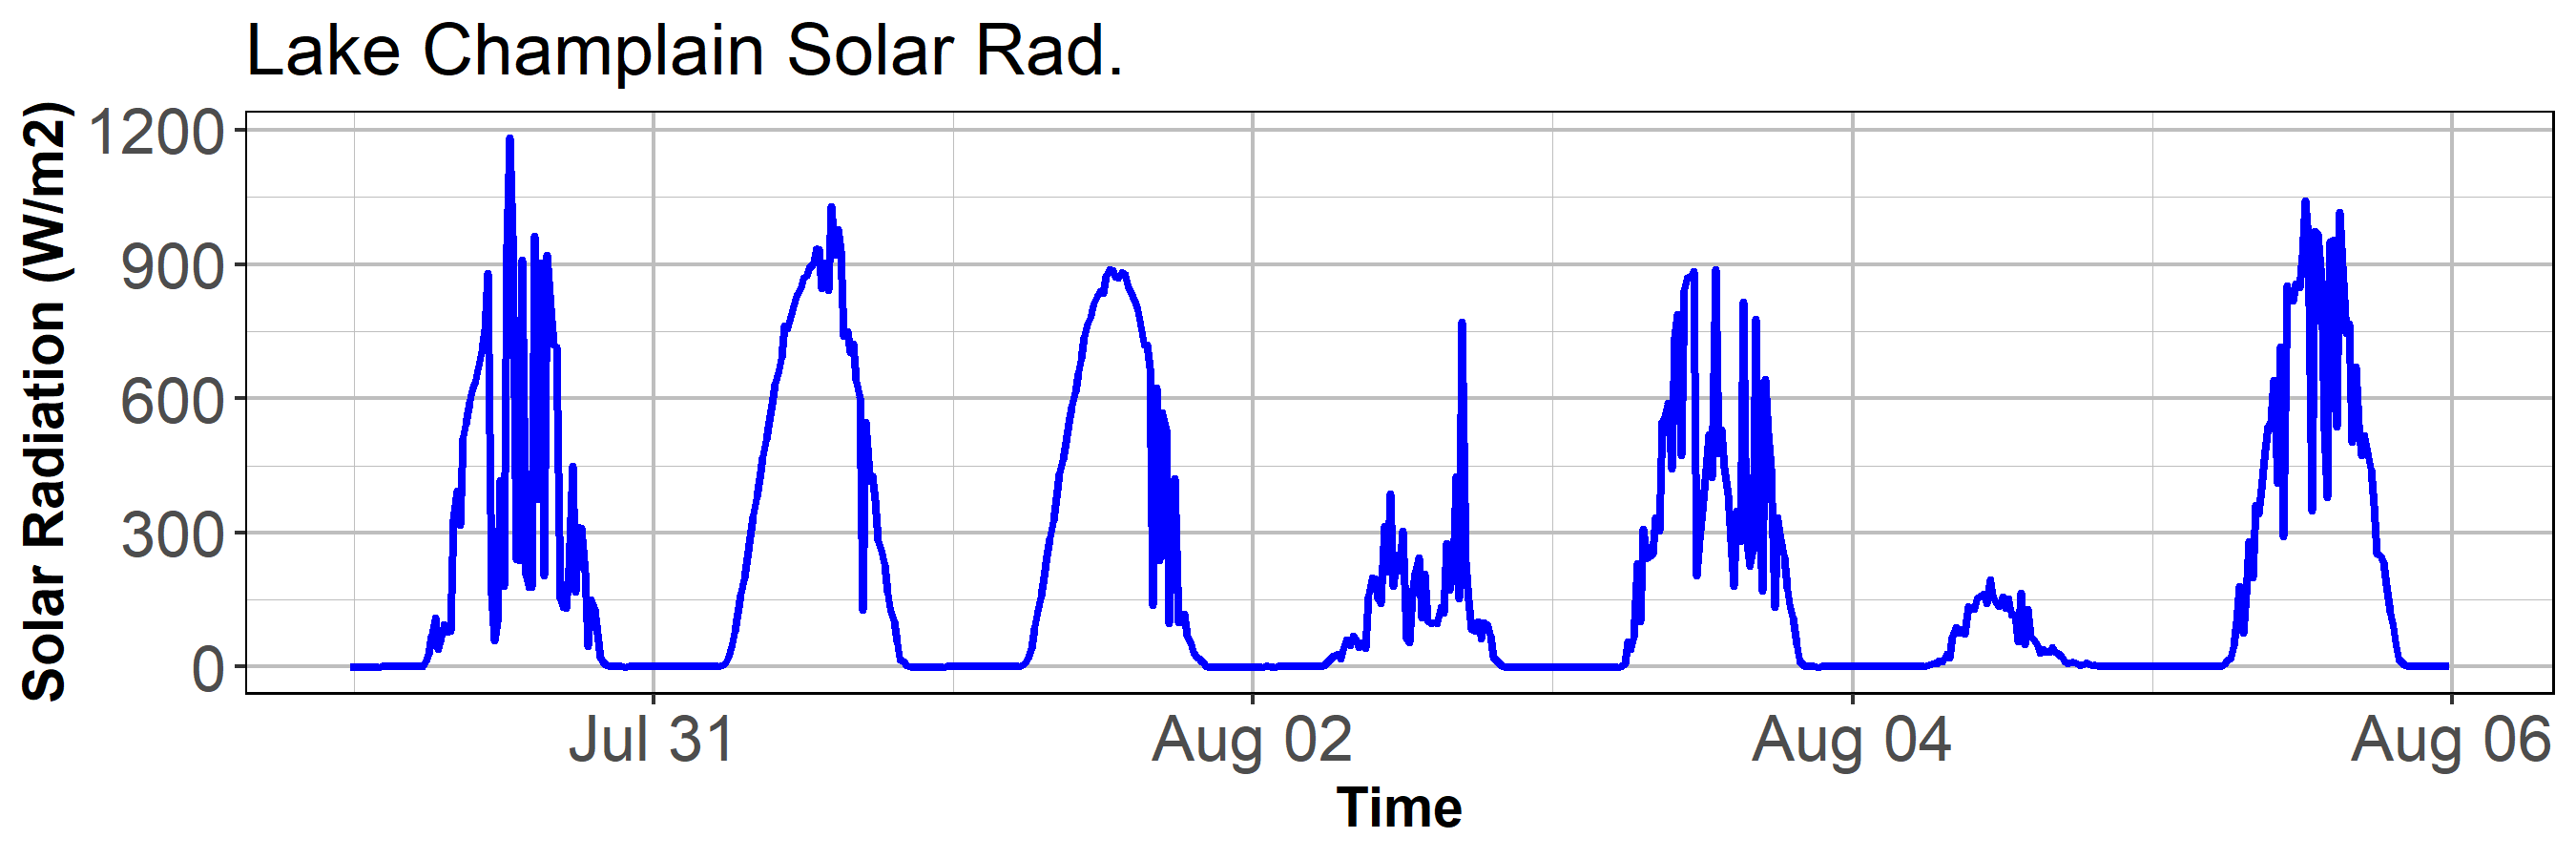 Lake Champlain Solar Rad.
Solar Radiation (W/m2)
1200
900
600
300
0
Jul 31 Aug 02 Aug 04 Aug 06
Time